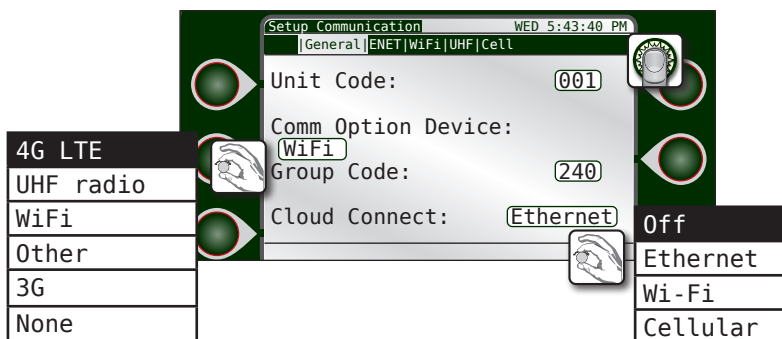 Setup Communication WED 5:43:40 PM
|General|ENET|WiFi|UHF|Cell
Unit Code: 001
Comm Option Device:
WiFi
Group Code: 240
Cloud Connect: Ethernet
4G LTE
UHF radio
WiFi
Other
3G
None
Off
Ethernet
Wi-Fi
Cellular